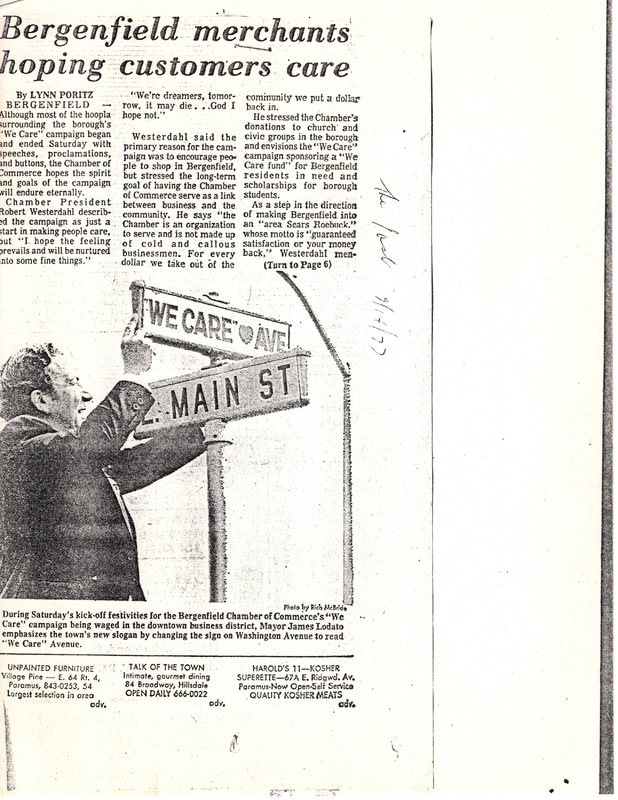 Bergenfield merchants
hoping customers care
By LYNN PORITZ
BERGENFIELD —
Although most of the hoopla
surrounding the borough's
"We Care" campaign began
and ended Saturday with
speeches, proclamations,
and buttons, the Chamber of
Commerce hopes the spirit
and goals of the campaign
will endure eternally.
Chamber President
Robert Westerdahl describ-
ed the campaign as just a
start in making people care,
but "I hope the feeling
prevails and will be nurtured
into some fine things."
"We're dreamers, tomor-
row, it may die . . .God I
hope not."
Westerdahl said the
primary reason for the cam-
paign was to encourage peo-
ple to shop in Bergenfield,
but stressed the long-term
goal of having the Chamber
of Commerce serve as a link
between business and the
community. He says "the
Chamber is an organization
to serve and is not made up
of cold and callous
businessmen. For every
dollar we take out of the
community we put a dollar
back in.
He stressed the Chamber's
donations to church and
civic groups in the borough
and envisions the "We Care"
campaign sponsoring a "We
Care fund" for Bergenfield
residents in need and
scholarships for borough
students.
As a step in the direction
of making Bergenfield into
an "area Sears Roebuck,"
whose motto is "guaranteed
satisfaction or your money
back," Westerdahl men-
(Turn to Page 6)
"WE CARE" ♥ AVE
E. MAIN ST
Photo by Rich McBride
During Saturday's kick-off festivities for the Bergenfield Chamber of Commerce's "We
Care" campaign being waged in the downtown business district, Mayor James Lodato
emphasizes the town's new slogan by changing the sign on Washington Avenue to read
"We Care" Avenue.
UNPAINTED FURNITURE
Village Pine — E. 64 Rt. 4,
Paramus, 843-0253, 54
Largest selection in area
adv.
TALK OF THE TOWN
Intimate, gourmet dining
84 Broadway, Hillsdale
OPEN DAILY 666-0022
adv.
HAROLD'S 11—KOSHER
SUPERETTE—67A E. Ridgwd. Av.
Paramus-Now Open-Self Service
QUALITY KOSHER MEATS
adv.